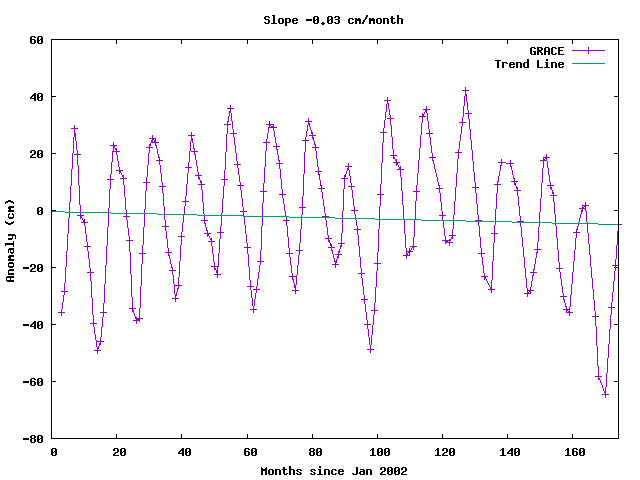 Slope -0.03 cm/month
GRACE
Trend Line
60
40
20
0
-20
-40
-60
-80
Anomaly (cm)
0 20 40 60 80 100 120 140 160
Months since Jan 2002